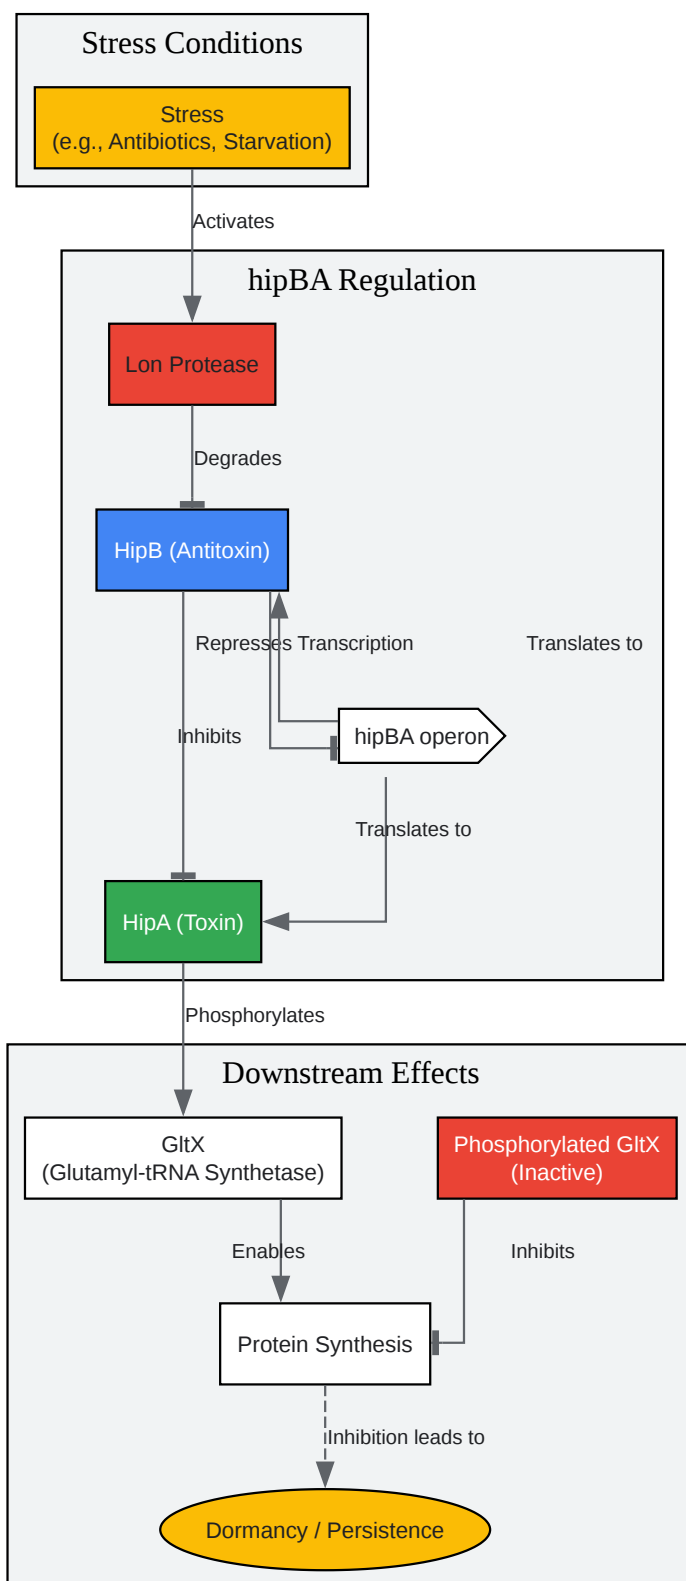 Stress Conditions
Stress
(e.g., Antibiotics, Starvation)
Activates
hipBA Regulation
Lon Protease
Degrades
HipB (Antitoxin)
Represses Transcription
Translates to
Inhibits
hipBA operon
Translates to
HipA (Toxin)
Phosphorylates
Downstream Effects
GltX
(Glutamyl-tRNA Synthetase)
Phosphorylated GltX
(Inactive)
Enables
Inhibits
Protein Synthesis
Inhibition leads to
Dormancy / Persistence